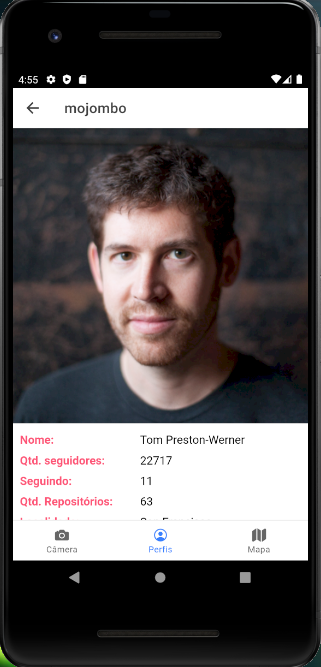 4:55
mojombo
Nome: Tom Preston-Werner
Qtd. seguidores: 22717
Seguindo: 11
Qtd. Repositórios: 63
Câmera Perfis Mapa